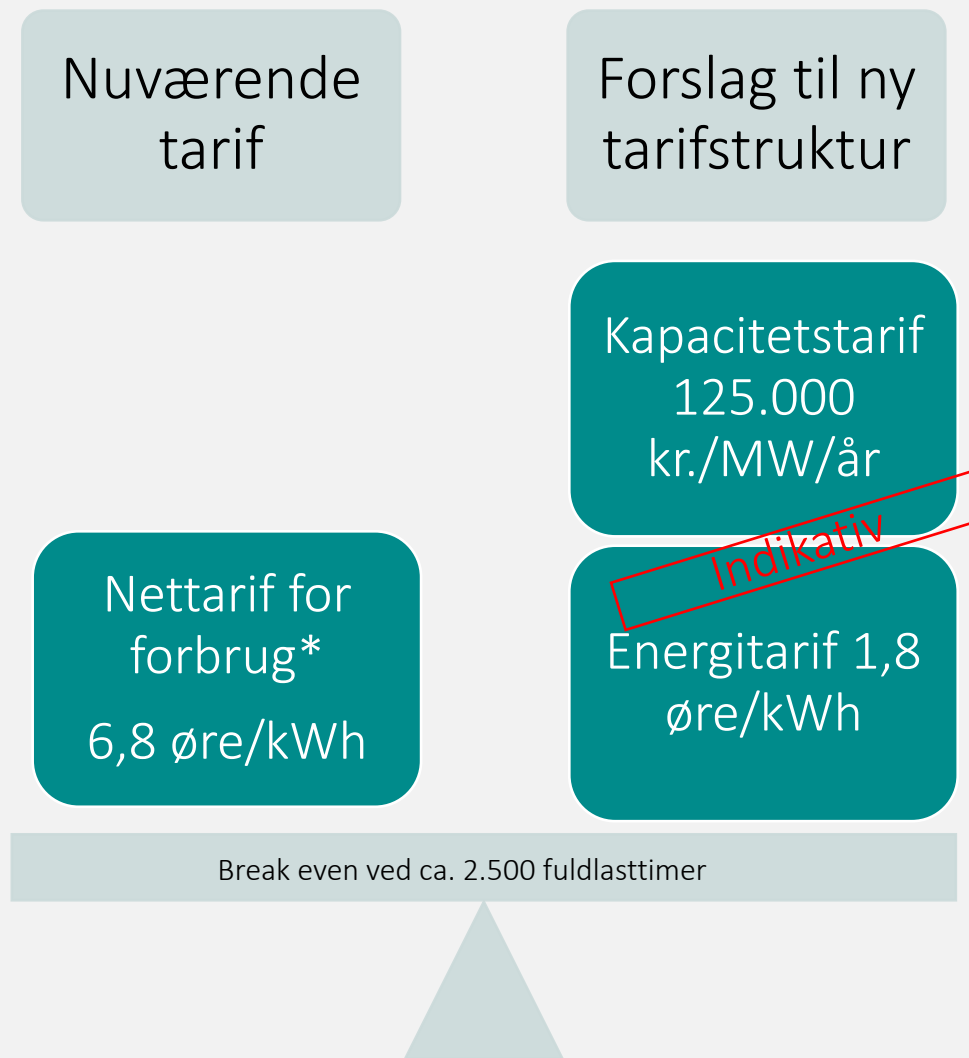 Nuværende
tarif
Forslag til ny
tarifstruktur
Kapacitetstarif
125.000
kr./MW/år
Indikativ
Nettarif for
forbrug*
6,8 øre/kWh
Energitarif 1,8
øre/kWh
Break even ved ca. 2.500 fuldlasttimer